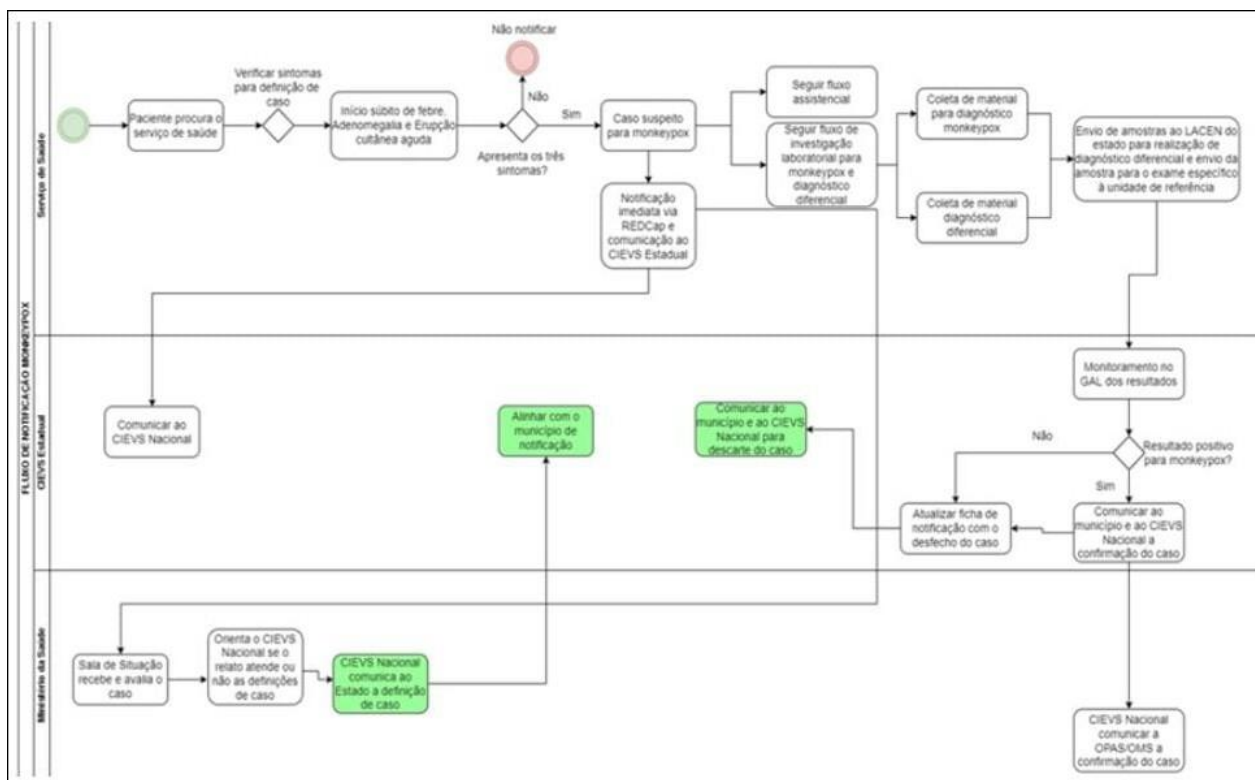 FLUXO DE NOTIFICAÇÃO MONKEYPOX
Serviço de Saúde
Paciente procura o
serviço de saúde
Verificar sintomas
para definição de
caso
Início súbito de febre,
Adenomegalia e Erupção
cultânea aguda
Não notificar
Não
Sim
Apresenta os três
sintomas?
Caso suspeito
para monkeypox
Notificação
imediata via
REDCap e
comunicação ao
CIEVS Estadual
Seguir fluxo
assistencial
Seguir fluxo de
investigação
laboratorial para
monkeypox e
diagnóstico
diferencial
Coleta de material
para diagnóstico
monkeypox
Coleta de material
diagnóstico
diferencial
Envio de amostras ao LACEN do
estado para realização de
diagnóstico diferencial e envio da
amostra para o exame específico
à unidade de referência
CIEVS Estadual
Comunicar ao
CIEVS Nacional
Alinhar com o
município de
notificação
Comunicar ao
município e ao CIEVS
Nacional para
descarte do caso
Monitoramento no
GAL dos resultados
Não
Resultado positivo
para monkeypox?
Sim
Atualizar ficha de
notificação com o
desfecho do caso
Comunicar ao
município e ao CIEVS
Nacional a
confirmação do caso
Ministério da Saúde
Sala de Situação
recebe e avalia o
caso
Orienta o CIEVS
Nacional se o
relato atende ou
não as definições
de caso
CIEVS Nacional
comunica ao
Estado a definição
de caso
CIEVS Nacional
comunicar a
OPAS/OMS a
confirmação do caso